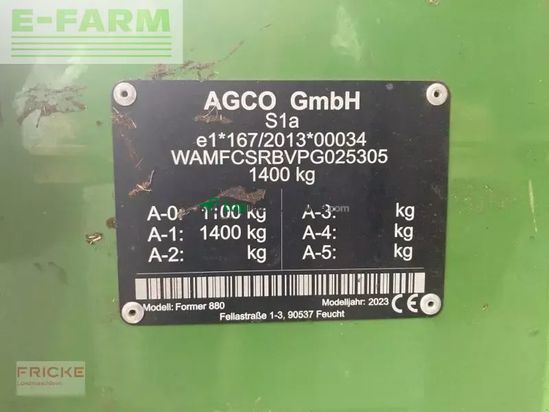 E-FARM
AGCO GmbH
S1a
e1*167/2013*00034
WAMFCSRBVPG025305
1400 kg
A-0: 1100 kg A-3: kg
A-1: 1400 kg A-4: kg
A-2: kg A-5: kg
Modell: Former 880 Modelljahr: 2023 CE
Fellastraße 1-3, 90537 Feucht
FRICKE
Landmaschinen